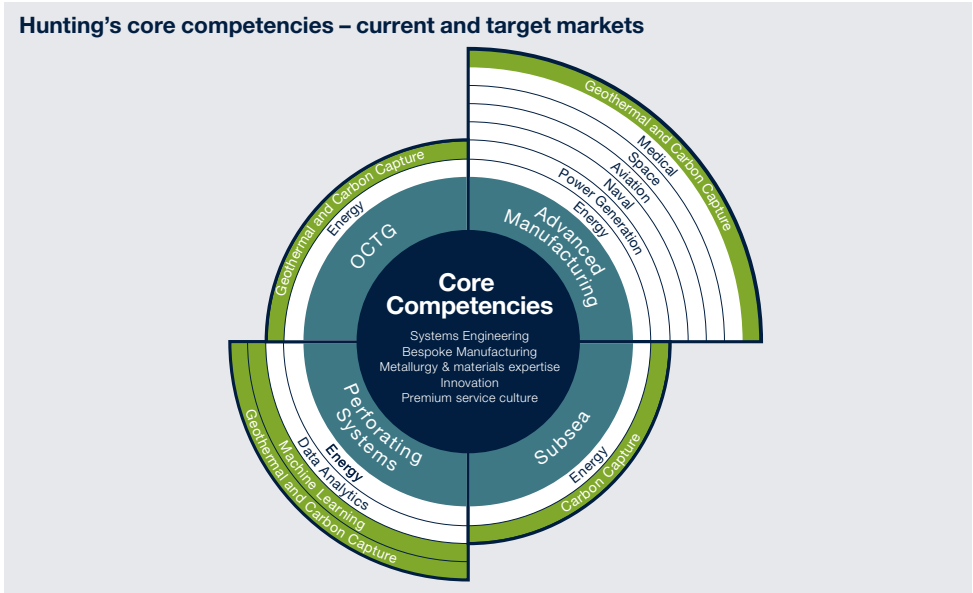 Hunting's core competencies – current and target markets
Geothermal and Carbon Capture
Energy
OCTG
Geothermal and Carbon Capture
Medical
Space
Aviation
Naval
Power Generation
Energy
Advanced
Manufacturing
Core
Competencies
Systems Engineering
Bespoke Manufacturing
Metallurgy & materials expertise
Innovation
Premium service culture
Perforating
Systems
Energy
Data Analytics
Machine Learning
Geothermal and Carbon Capture
Subsea
Energy
Carbon Capture